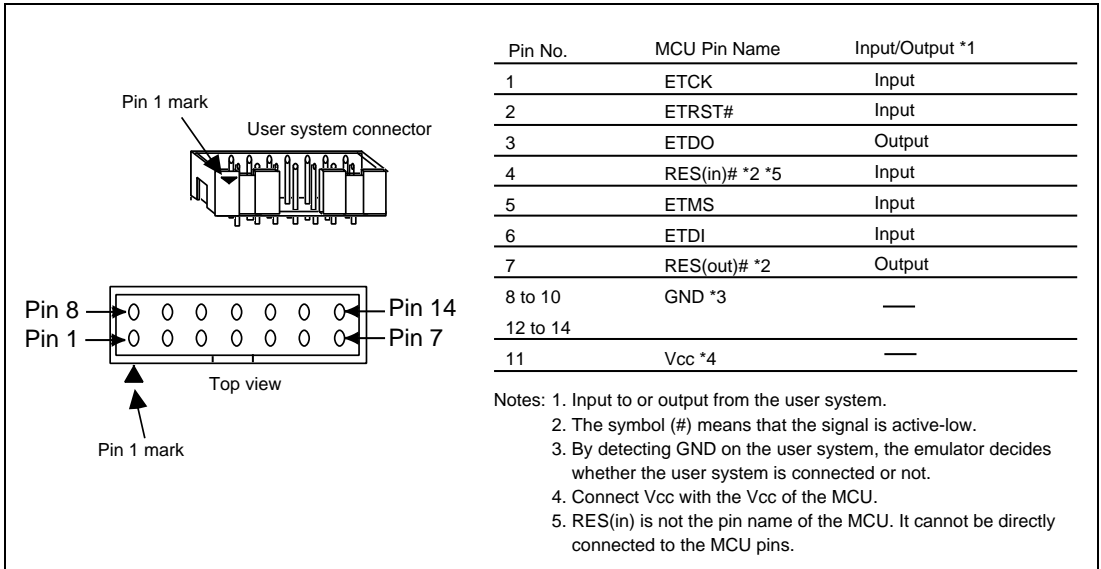 Pin 1 mark
User system connector
Pin 8
Pin 14
Pin 1
Pin 7
Top view
Pin 1 mark
Pin No. MCU Pin Name Input/Output *1
1 ETCK Input
2 ETRST# Input
3 ETDO Output
4 RES(in)# *2 *5 Input
5 ETMS Input
6 ETDI Input
7 RES(out)# *2 Output
8 to 10 GND *3 —
12 to 14
11 Vcc *4 —
Notes: 1. Input to or output from the user system.
2. The symbol (#) means that the signal is active-low.
3. By detecting GND on the user system, the emulator decides
whether the user system is connected or not.
4. Connect Vcc with the Vcc of the MCU.
5. RES(in) is not the pin name of the MCU. It cannot be directly
connected to the MCU pins.